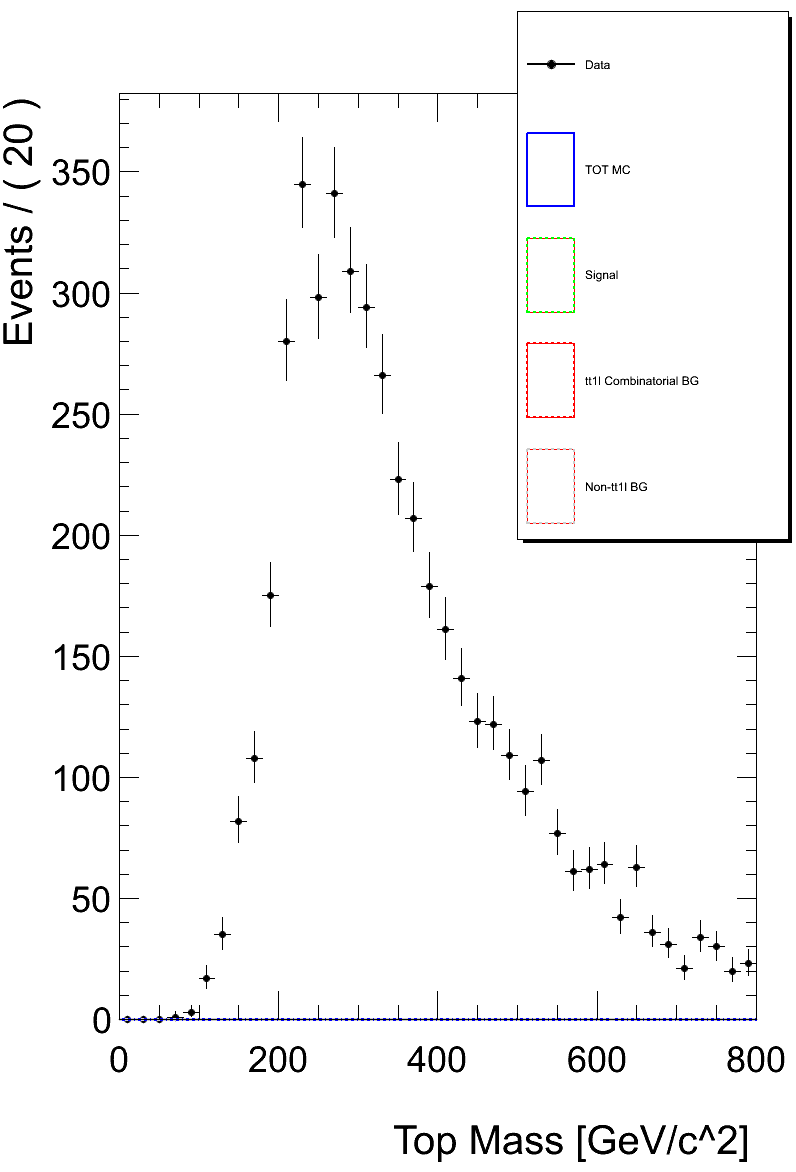 Data
TOT MC
Signal
tt1l Combinatorial BG
Non-tt1l BG
Events / ( 20 )
350
300
250
200
150
100
50
0
0 200 400 600 800
Top Mass [GeV/c^2]